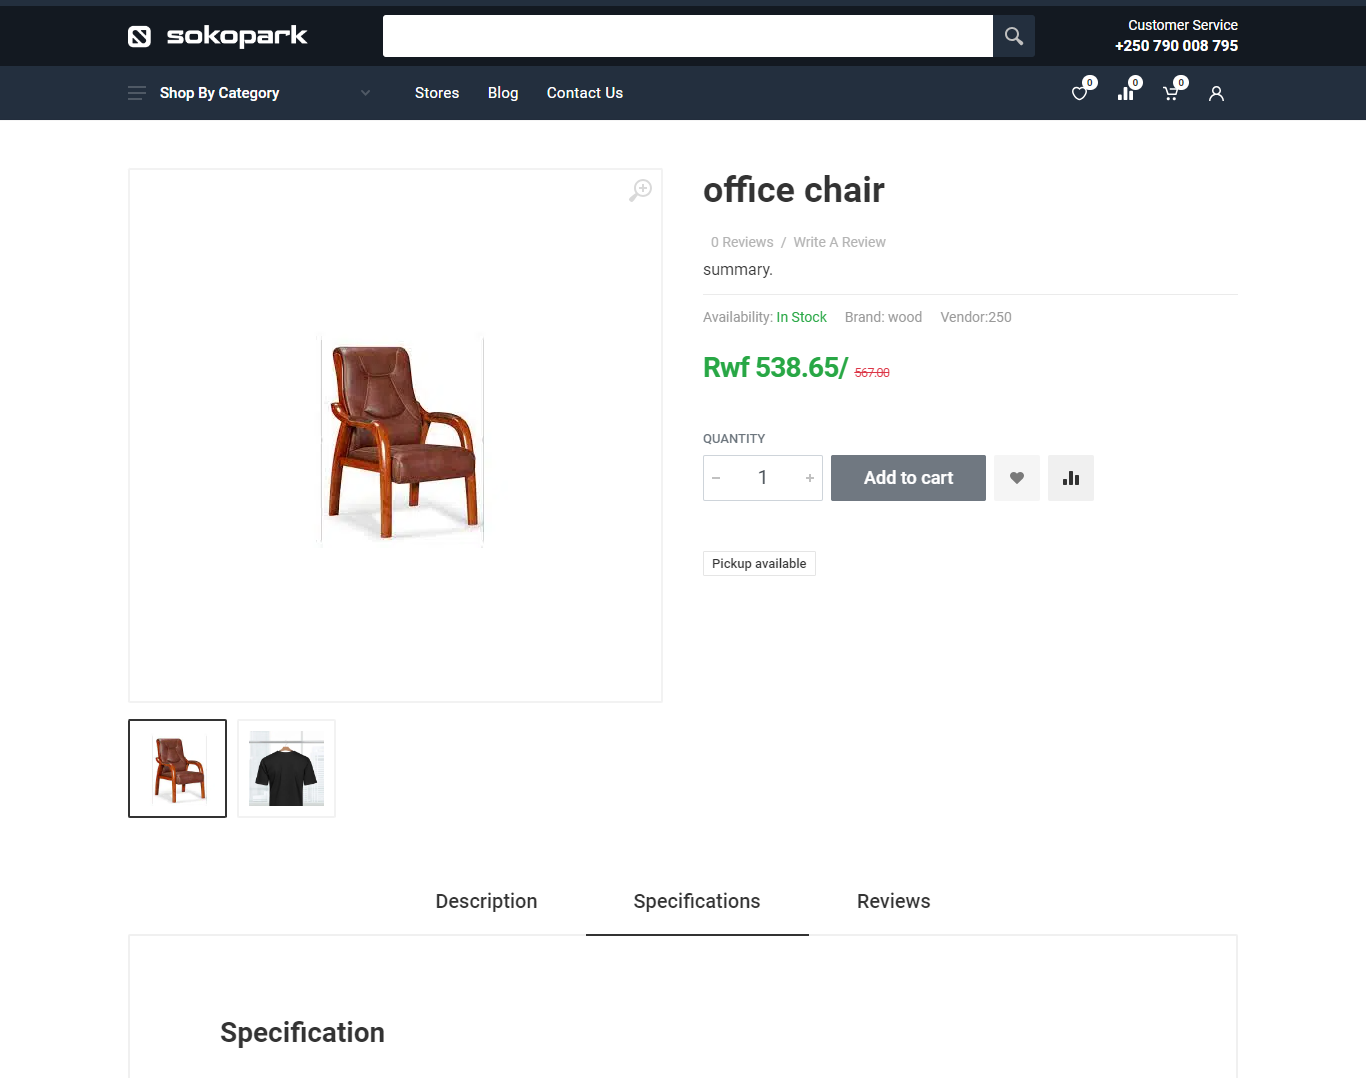 sokopark
Customer Service
+250 790 008 795
Shop By Category
Stores
Blog
Contact Us
0
0
0
office chair
0 Reviews / Write A Review
summary.
Availability: In Stock Brand: wood Vendor:250
Rwf 538.65/ 567.00
QUANTITY
− 1 + Add to cart
Pickup available
Description
Specifications
Reviews
Specification